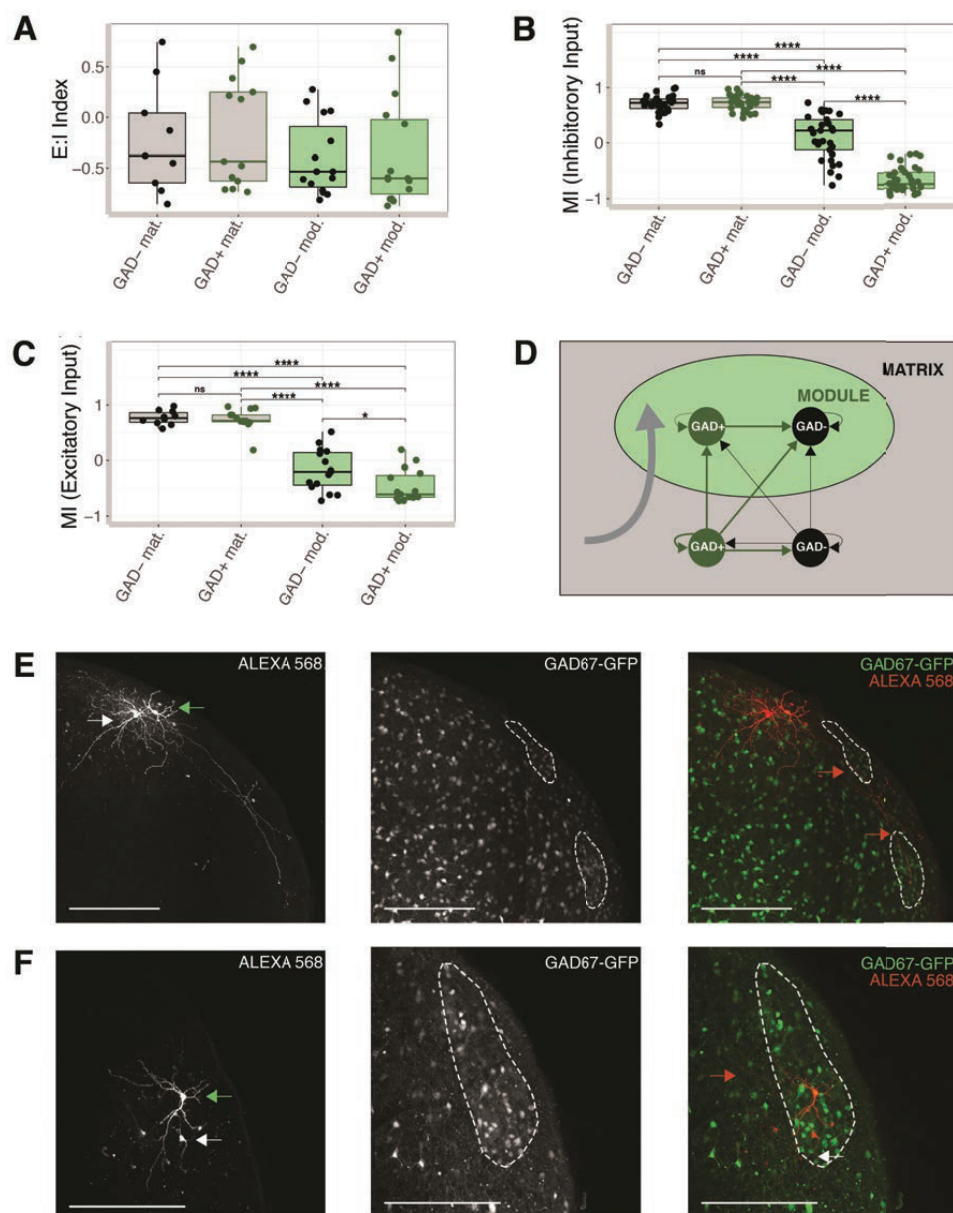 A
E:I Index
0.5
0.0
−0.5
GAD− mat.
GAD+ mat.
GAD− mod.
GAD+ mod.
B
MI (Inhibitorory Input)
1
0
−1
****
****
****
ns
****
****
GAD− mat.
GAD+ mat.
GAD− mod.
GAD+ mod.
C
MI (Excitatory Input)
1
0
−1
****
****
****
ns
****
*
GAD− mat.
GAD+ mat.
GAD− mod.
GAD+ mod.
D
MATRIX
MODULE
GAD+
GAD-
GAD+
GAD-
E
ALEXA 568
GAD67-GFP
GAD67-GFP
ALEXA 568
F
ALEXA 568
GAD67-GFP
GAD67-GFP
ALEXA 568